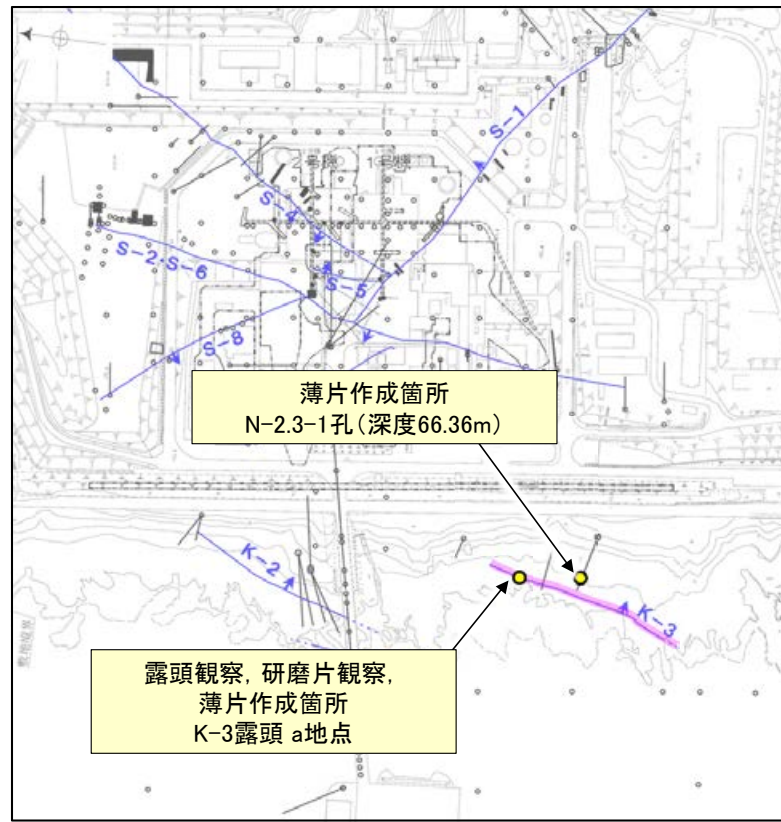 2号機
1号機
S-1
S-4
S-2・S-6
S-5
S-8
薄片作成箇所
N-2.3-1孔(深度66.36m)
K-2
K-3
露頭観察, 研磨片観察,
薄片作成箇所
K-3露頭 a地点